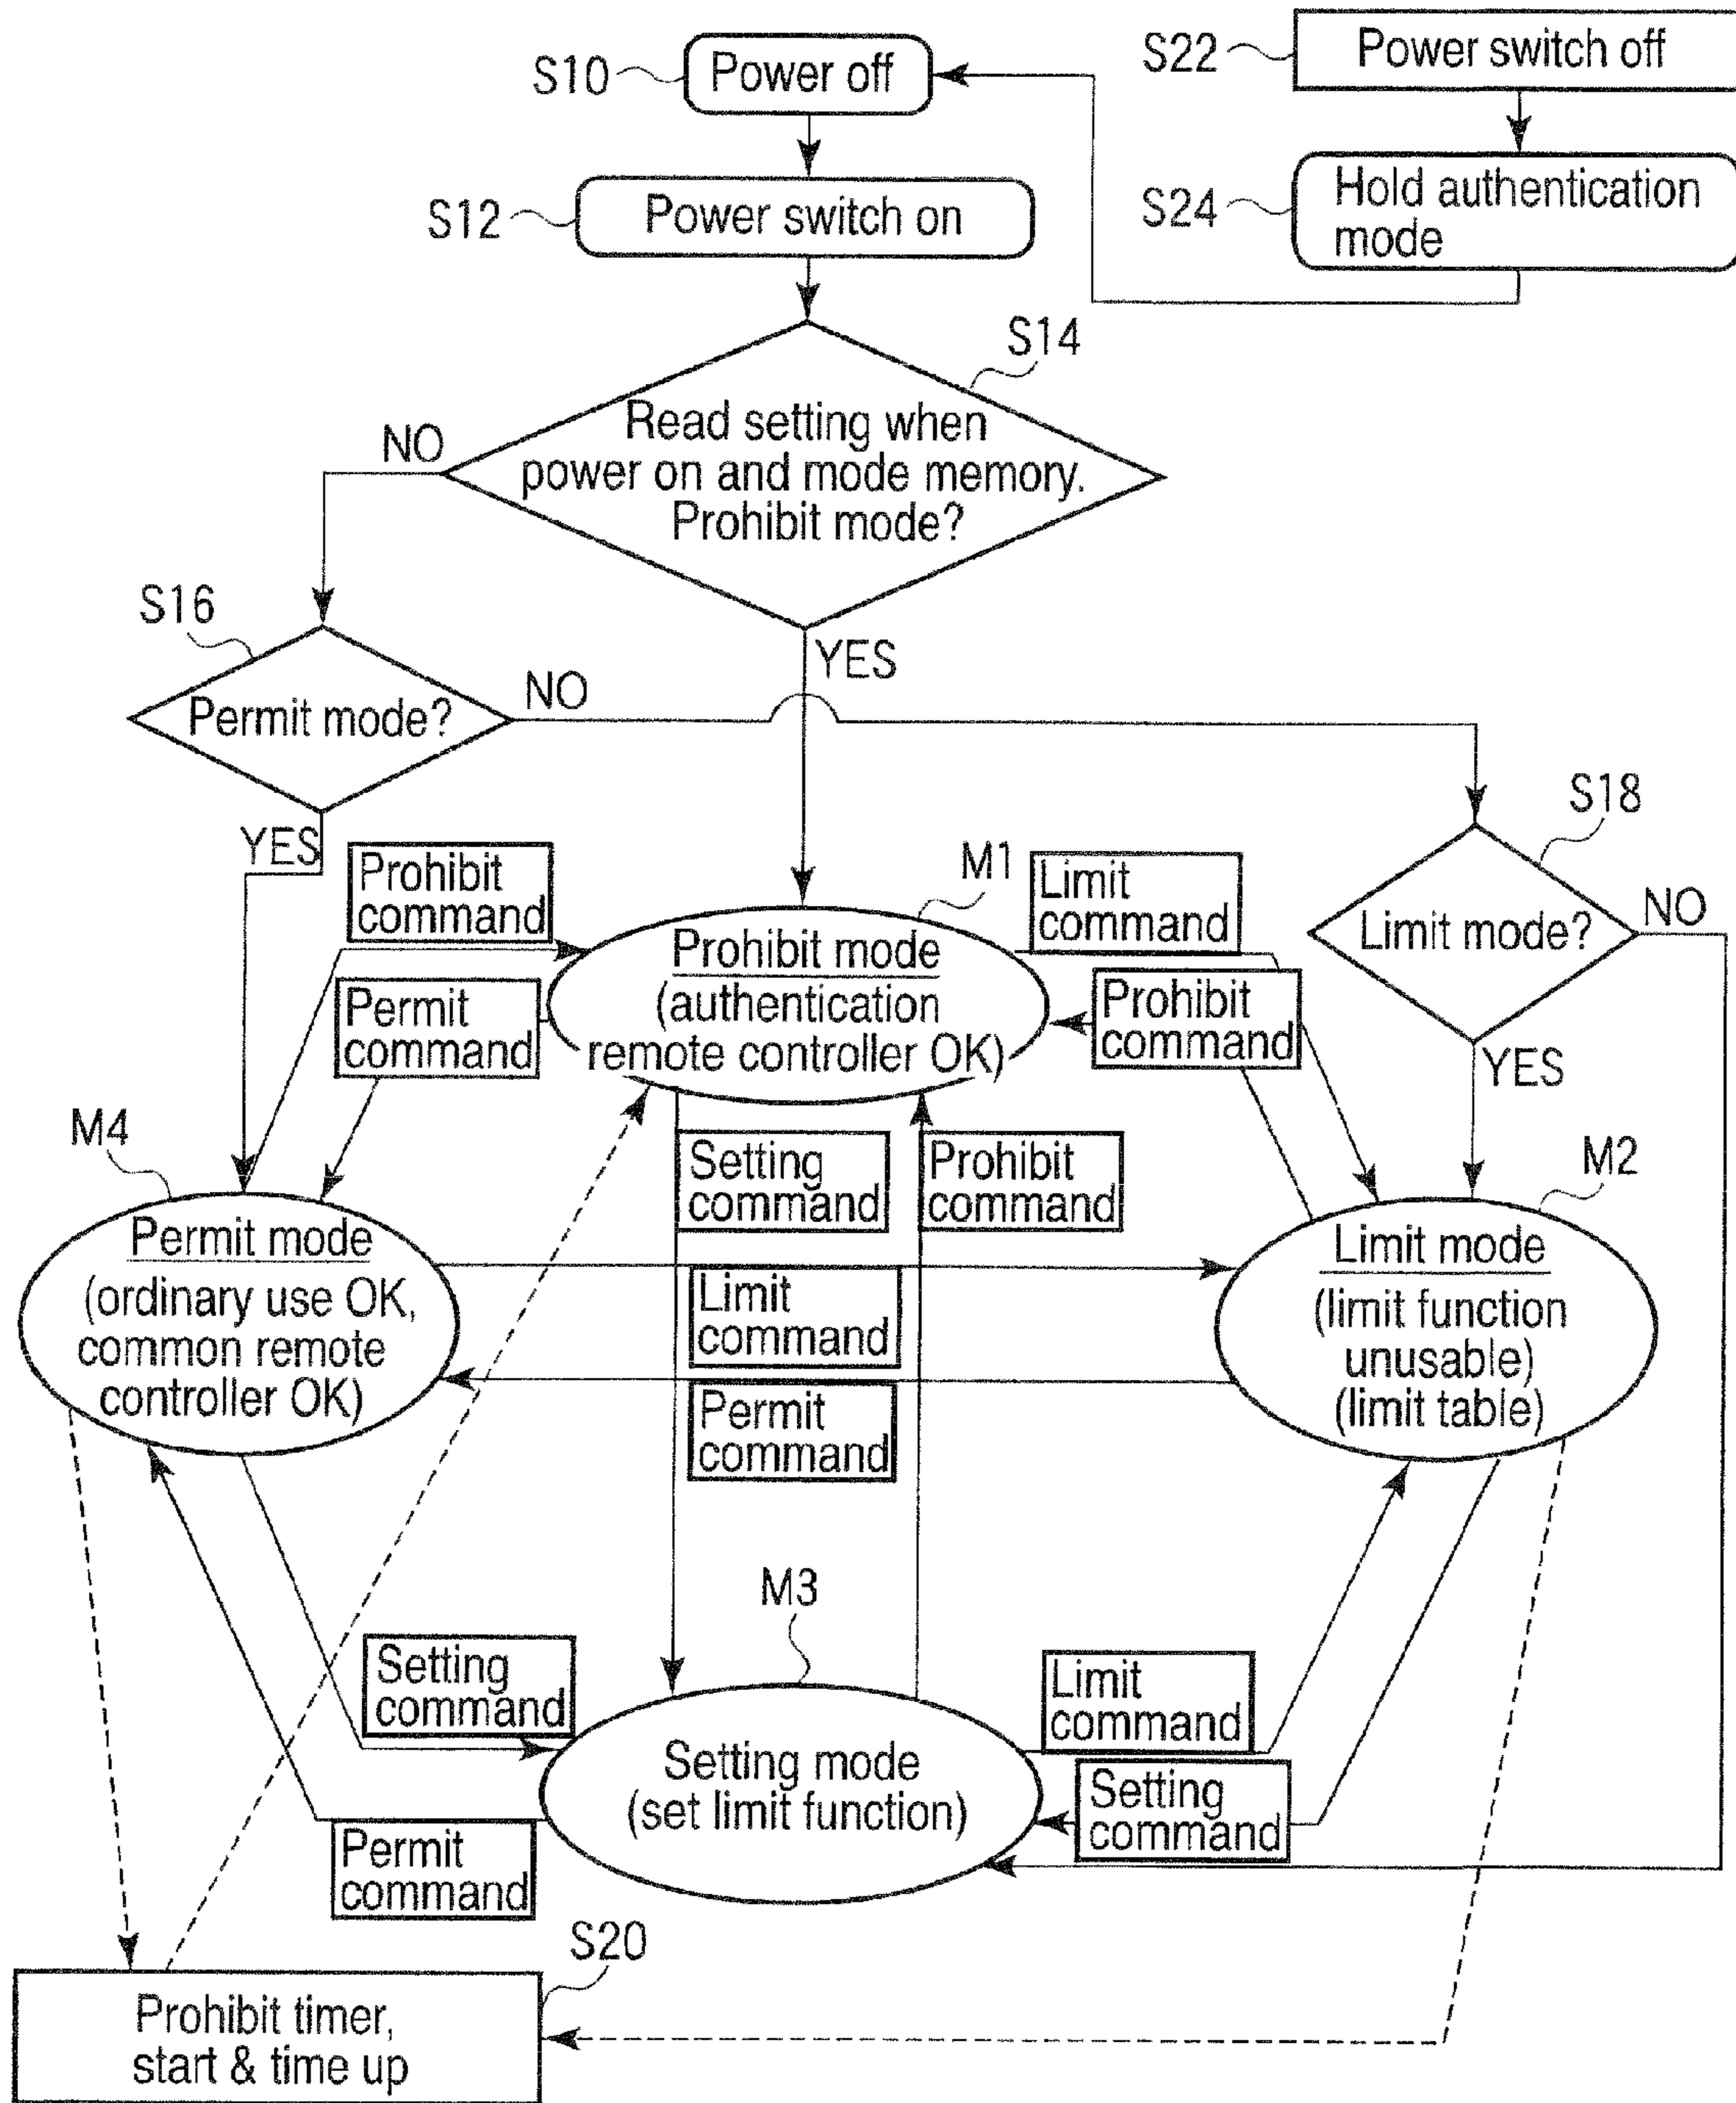 S10
Power off
S22
Power switch off
S12
Power switch on
S24
Hold authentication
mode
S14
Read setting when
power on and mode memory.
Prohibit mode?
NO
YES
S16
Permit mode?
NO
YES
S18
Limit mode?
NO
YES
Prohibit
command
M1
Limit
command
Prohibit mode
(authentication
remote controller OK)
Permit
command
Prohibit
command
M4
Setting
command
Prohibit
command
M2
Permit mode
(ordinary use OK,
common remote
controller OK)
Limit
command
Permit
command
Limit mode
(limit function
unusable)
(limit table)
M3
Setting
command
Limit
command
Setting mode
(set limit function)
Setting
command
Permit
command
S20
Prohibit timer,
start & time up